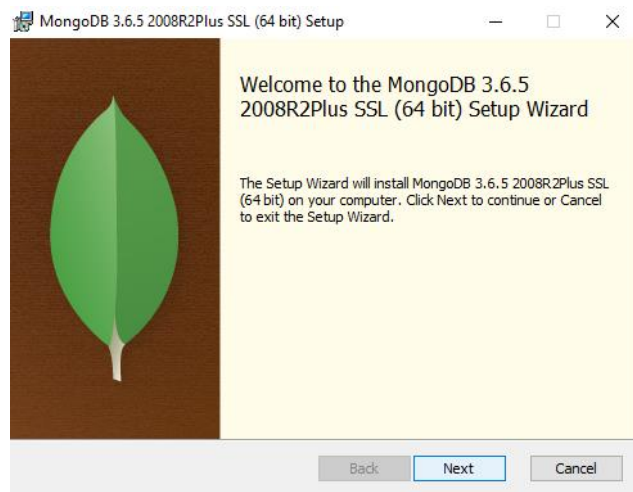 MongoDB 3.6.5 2008R2Plus SSL (64 bit) Setup
Welcome to the MongoDB 3.6.5
2008R2Plus SSL (64 bit) Setup Wizard
The Setup Wizard will install MongoDB 3.6.5 2008R2Plus SSL
(64 bit) on your computer. Click Next to continue or Cancel
to exit the Setup Wizard.
Back Next Cancel